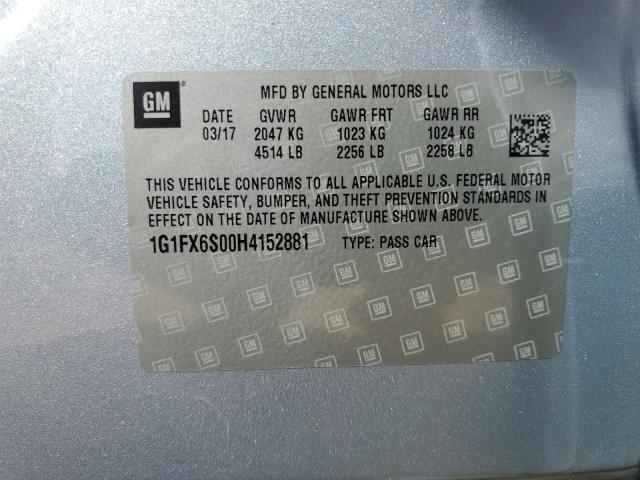 GM
MFD BY GENERAL MOTORS LLC
DATE GVWR GAWR FRT GAWR RR
03/17 2047 KG 1023 KG 1024 KG
4514 LB 2256 LB 2258 LB
THIS VEHICLE CONFORMS TO ALL APPLICABLE U.S. FEDERAL MOTOR
VEHICLE SAFETY, BUMPER, AND THEFT PREVENTION STANDARDS IN
EFFECT ON THE DATE OF MANUFACTURE SHOWN ABOVE.
1G1FX6S00H4152881 TYPE: PASS CAR